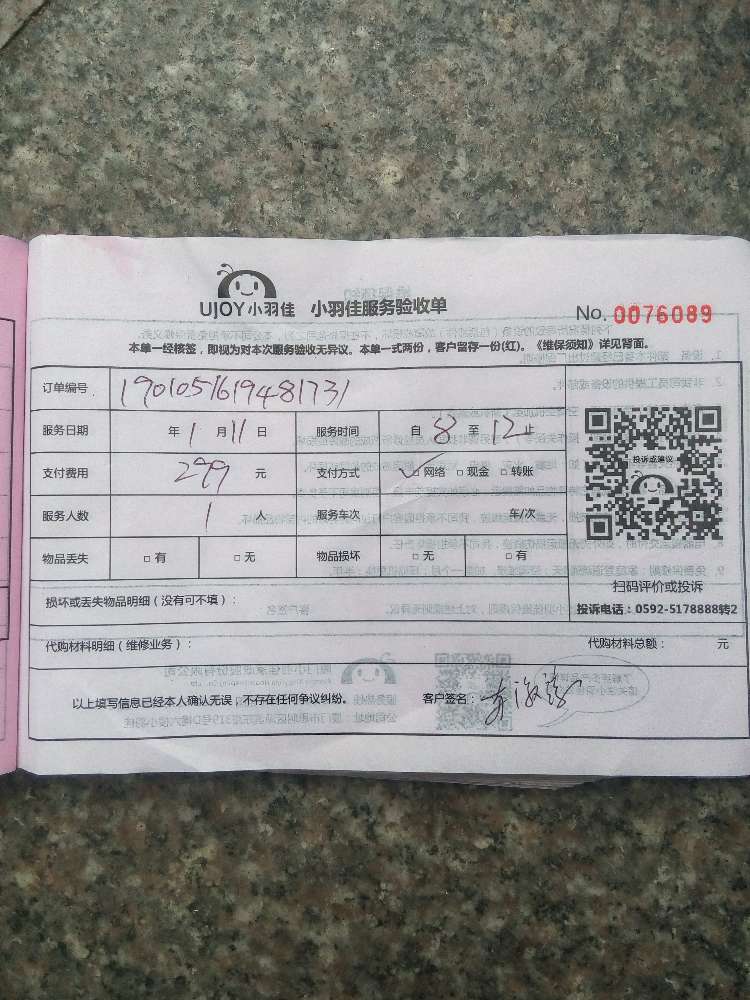 UJOY小羽佳 小羽佳服务验收单
No. 0076089
本单一经核签，即视为对本次服务验收无异议。本单一式两份，客户留存一份(红)。《维保须知》详见背面。
订单编号 1901051619481731
服务日期 年 1 月 11 日 服务时间 自 8 至 12 止
支付费用 299 元 支付方式 ✓□网络 □现金 □转账
服务人数 1 人 服务车次 车/次
物品丢失 □有 □无 物品损坏 □无 □有
投诉或建议
扫码评价或投诉
投诉电话：0592-5178888转2
损坏或丢失物品明细（没有可不填）：
代购材料明细（维修业务）： 代购材料总额： 元
以上填写信息已经本人确认无误，不存在任何争议纠纷。 客户签名：